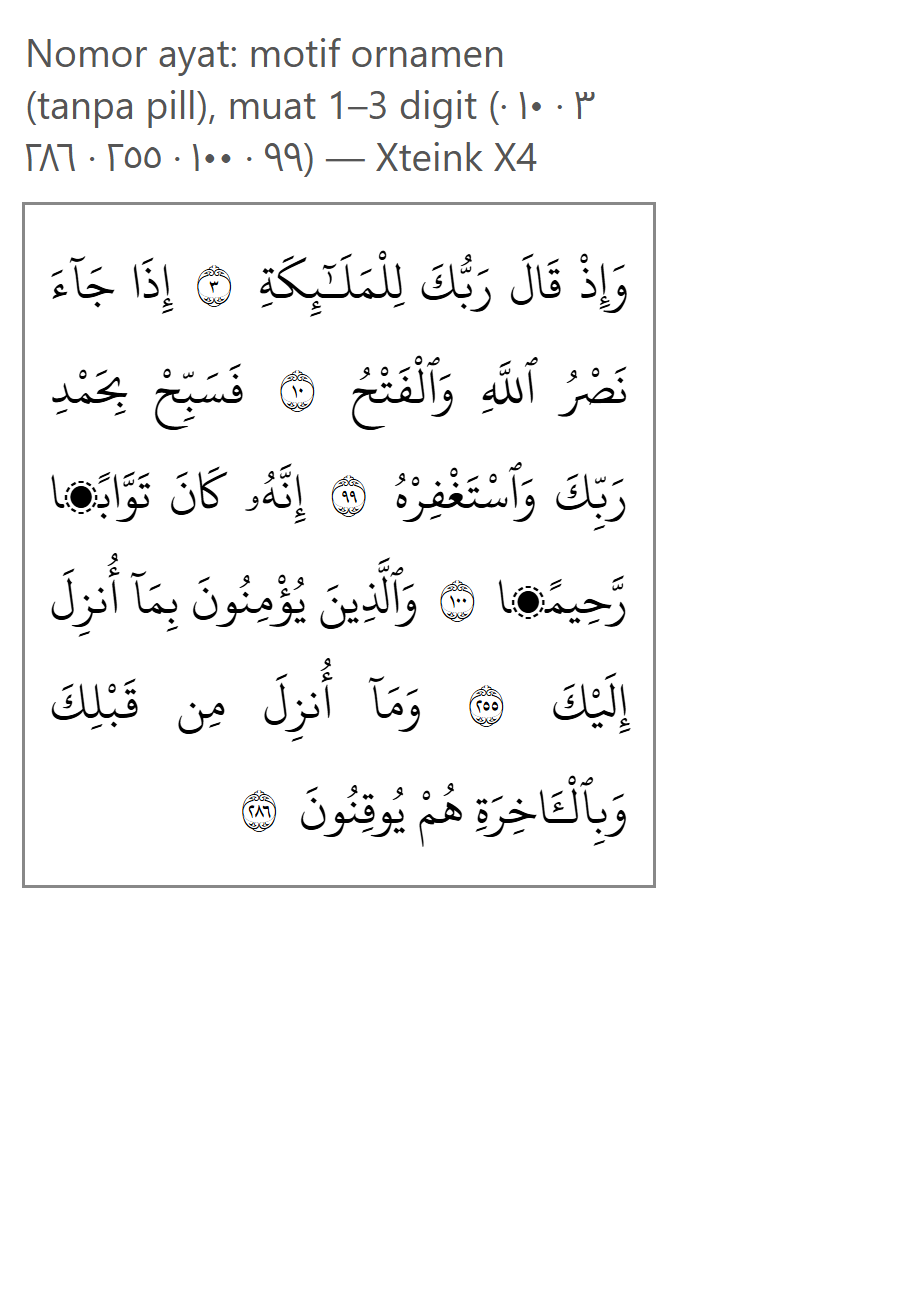 Nomor ayat: motif ornamen
(tanpa pill), muat 1–3 digit (٣ · ١٠ ·
٩٩ · ١٠٠ · ٢٥٥ · ٢٨٦) — Xteink X4
وَإِذْ قَالَ رَبُّكَ لِلْمَلَـٰٓئِكَةِ ٣ إِذَا جَآءَ
نَصْرُ ٱللَّهِ وَٱلْفَتْحُ ١٠ فَسَبِّحْ بِحَمْدِ
رَبِّكَ وَٱسْتَغْفِرْهُ ٩٩ إِنَّهُۥ كَانَ تَوَّابًۢا
رَّحِيمًۢا ١٠٠ وَٱلَّذِينَ يُؤْمِنُونَ بِمَآ أُنزِلَ
إِلَيْكَ ٢٥٥ وَمَآ أُنزِلَ مِن قَبْلِكَ
وَبِٱلْـَٔاخِرَةِ هُمْ يُوقِنُونَ ٢٨٦